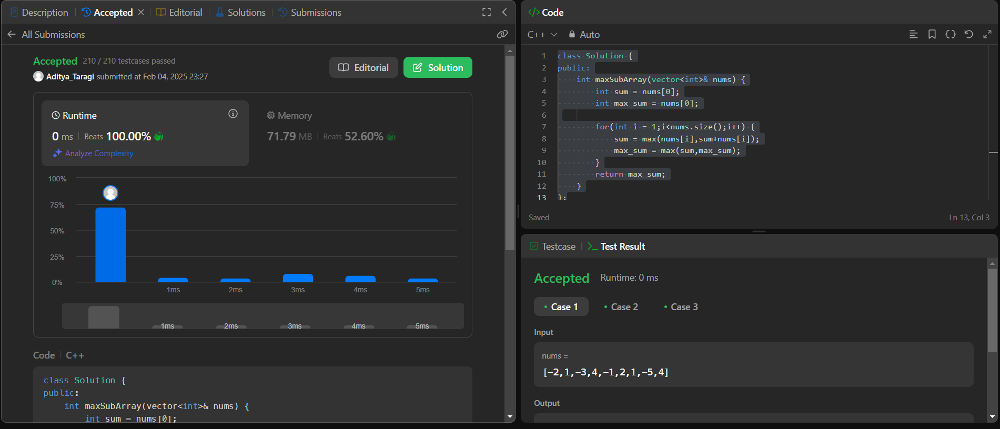 Description | Accepted | Editorial | Solutions | Submissions
All Submissions
Accepted 210 / 210 testcases passed
Aditya_Taragi submitted at Feb 04, 2025 23:27
Editorial
Solution
Runtime
0 ms | Beats 100.00%
Analyze Complexity
Memory
71.79 MB | Beats 52.60%
100%
75%
50%
25%
0%
1ms 2ms 3ms 4ms 5ms
1ms 2ms 3ms 4ms 5ms
Code | C++
class Solution {
public:
    int maxSubArray(vector<int>& nums) {
        int sum = nums[0];
</> Code
C++ Auto
1 class Solution {
2 public:
3     int maxSubArray(vector<int>& nums) {
4         int sum = nums[0];
5         int max_sum = nums[0];
6
7         for(int i = 1;i<nums.size();i++) {
8             sum = max(nums[i],sum+nums[i]);
9             max_sum = max(sum,max_sum);
10         }
11         return max_sum;
12     }
13 };
Saved
Ln 13, Col 3
Testcase | >_ Test Result
Accepted Runtime: 0 ms
• Case 1 • Case 2 • Case 3
Input
nums =
[-2,1,-3,4,-1,2,1,-5,4]
Output